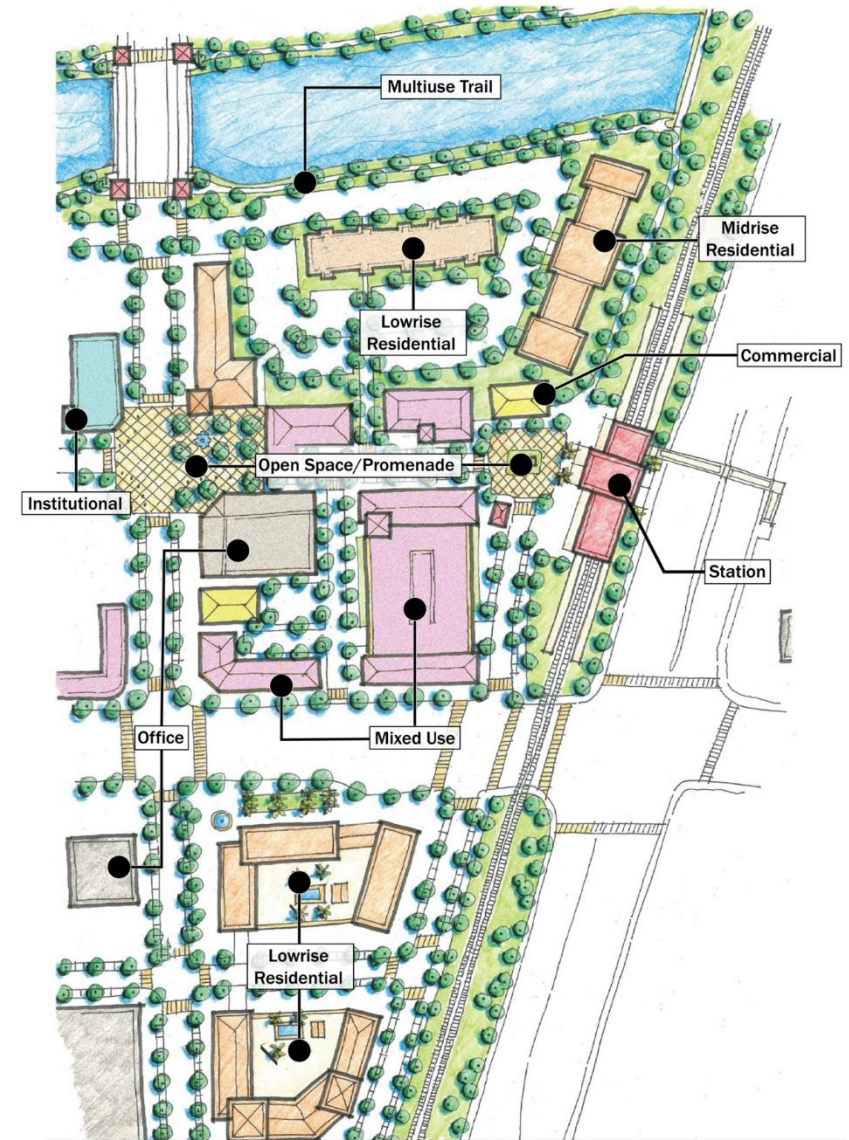 Multiuse Trail
Midrise
Residential
Lowrise
Residential
Commercial
Open Space/Promenade
Institutional
Station
Office
Mixed Use
Lowrise
Residential